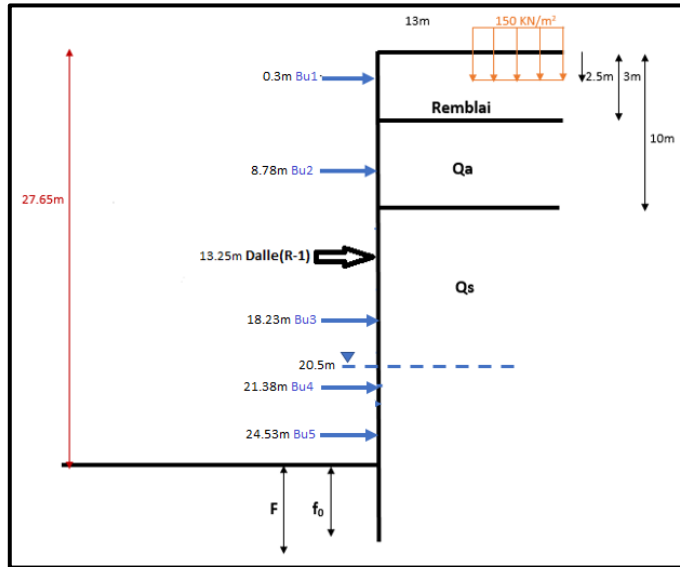 13m 150 KN/m²
0.3m Bu1
2.5m 3m
Remblai
10m
8.78m Bu2
Qa
27.65m
13.25m Dalle(R-1)
Qs
18.23m Bu3
20.5m
21.38m Bu4
24.53m Bu5
F f₀